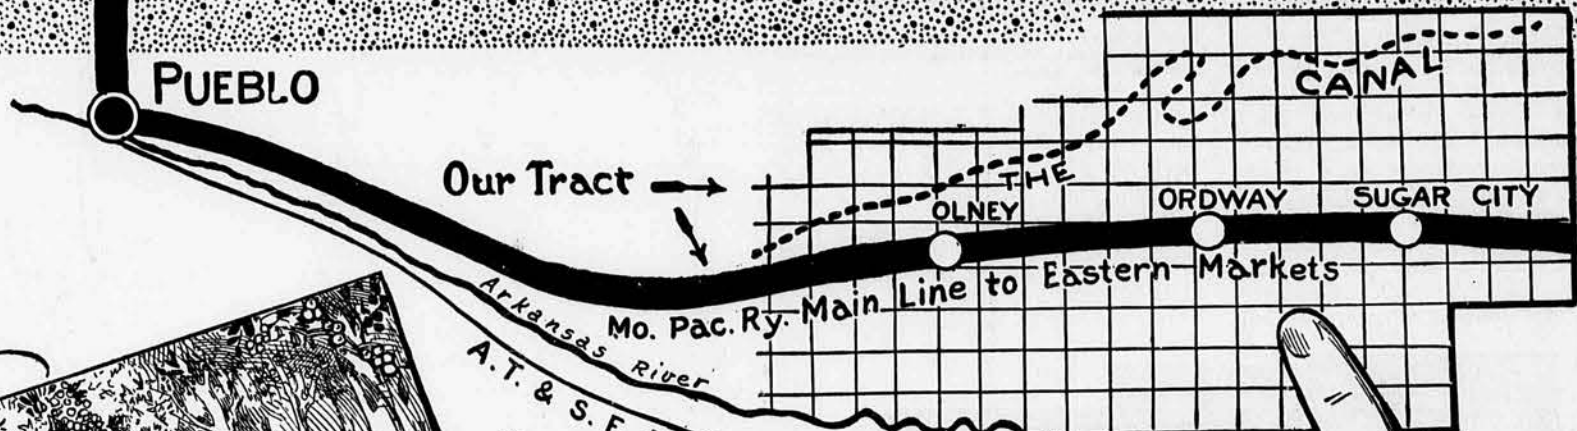 PUEBLO
Our Tract
THE CANAL
OLNEY
ORDWAY
SUGAR CITY
Mo. Pac. Ry. Main Line to Eastern Markets
Arkansas River
A.T. & S.F.